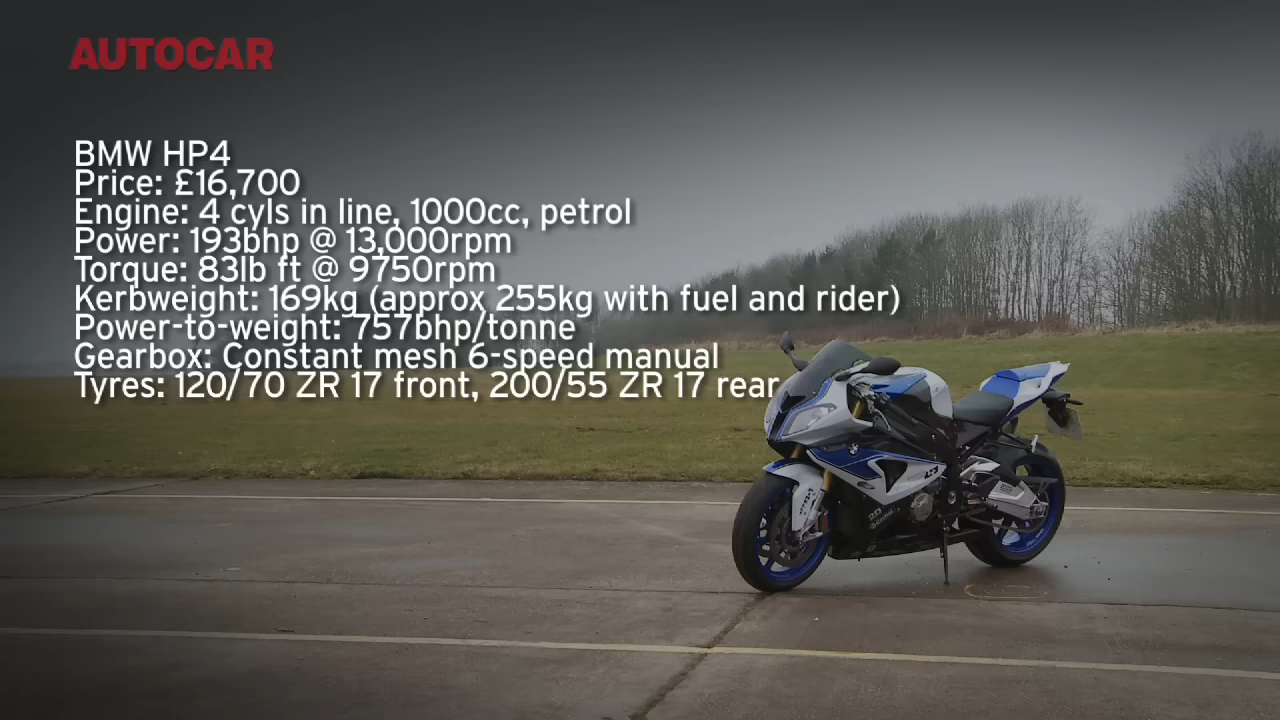 AUTOCAR
BMW HP4
Price: £16,700
Engine: 4 cyls in line, 1000cc, petrol
Power: 193bhp @ 13,000rpm
Torque: 83lb ft @ 9750rpm
Kerbweight: 169kg (approx 255kg with fuel and rider)
Power-to-weight: 757bhp/tonne
Gearbox: Constant mesh 6-speed manual
Tyres: 120/70 ZR 17 front, 200/55 ZR 17 rear